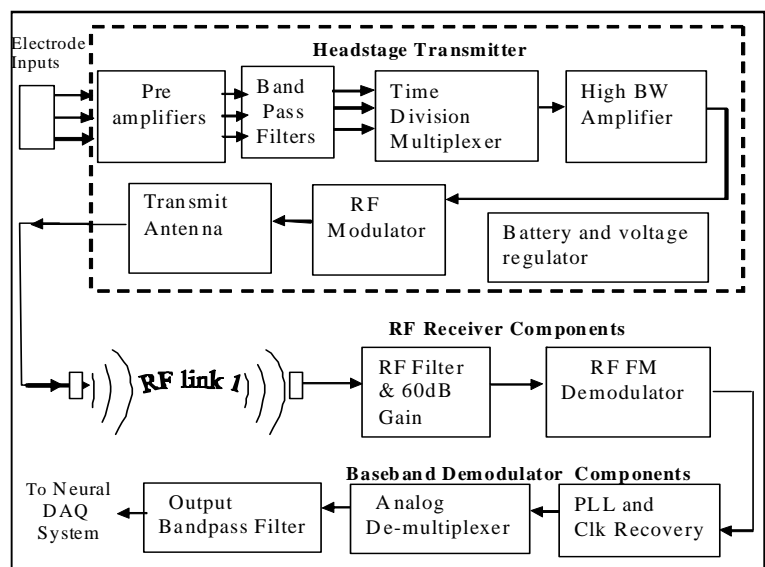 Electrode
Inputs
Headstage Transmitter
Pre
amplifiers
Band
Pass
Filters
Time
Division
Multiplexer
High BW
Amplifier
Transmit
Antenna
RF
Modulator
Battery and voltage
regulator
RF Receiver Components
RF link 1
RF Filter
& 60dB
Gain
RF FM
Demodulator
Baseband Demodulator Components
To Neural
DAQ
System
Output
Bandpass Filter
Analog
De-multiplexer
PLL and
Clk Recovery